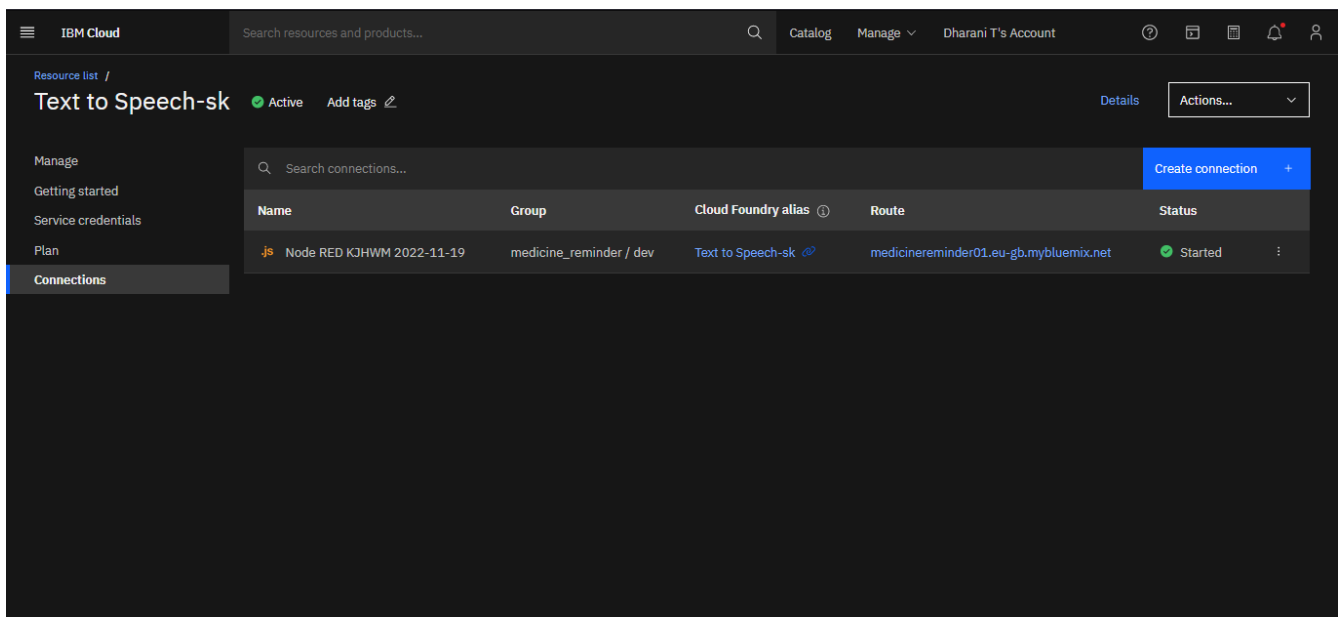 IBM Cloud Search resources and products... Catalog Manage Dharani T's Account
Resource list /
Text to Speech-sk Active Add tags Details Actions...
Manage
Getting started
Service credentials
Plan
Connections
Search connections... Create connection +
Name Group Cloud Foundry alias Route Status
.js Node RED KJHWM 2022-11-19 medicine_reminder / dev Text to Speech-sk medicinereminder01.eu-gb.mybluemix.net Started